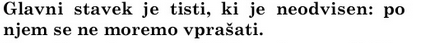 Glavni stavek je tisti, ki je neodvisen: po
njem se ne moremo vprašati.